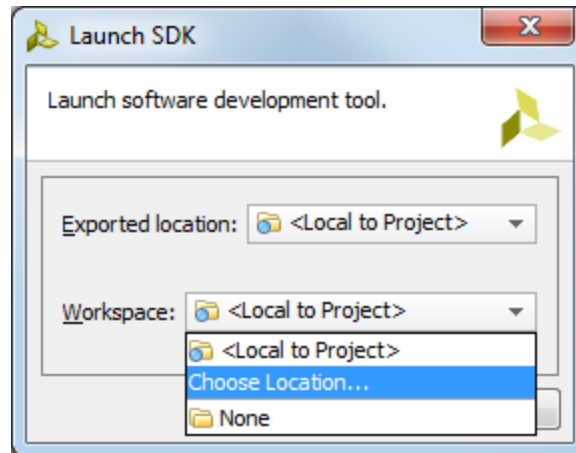 Launch SDK
Launch software development tool.
Exported location: <Local to Project>
Workspace: <Local to Project>
<Local to Project>
Choose Location...
None